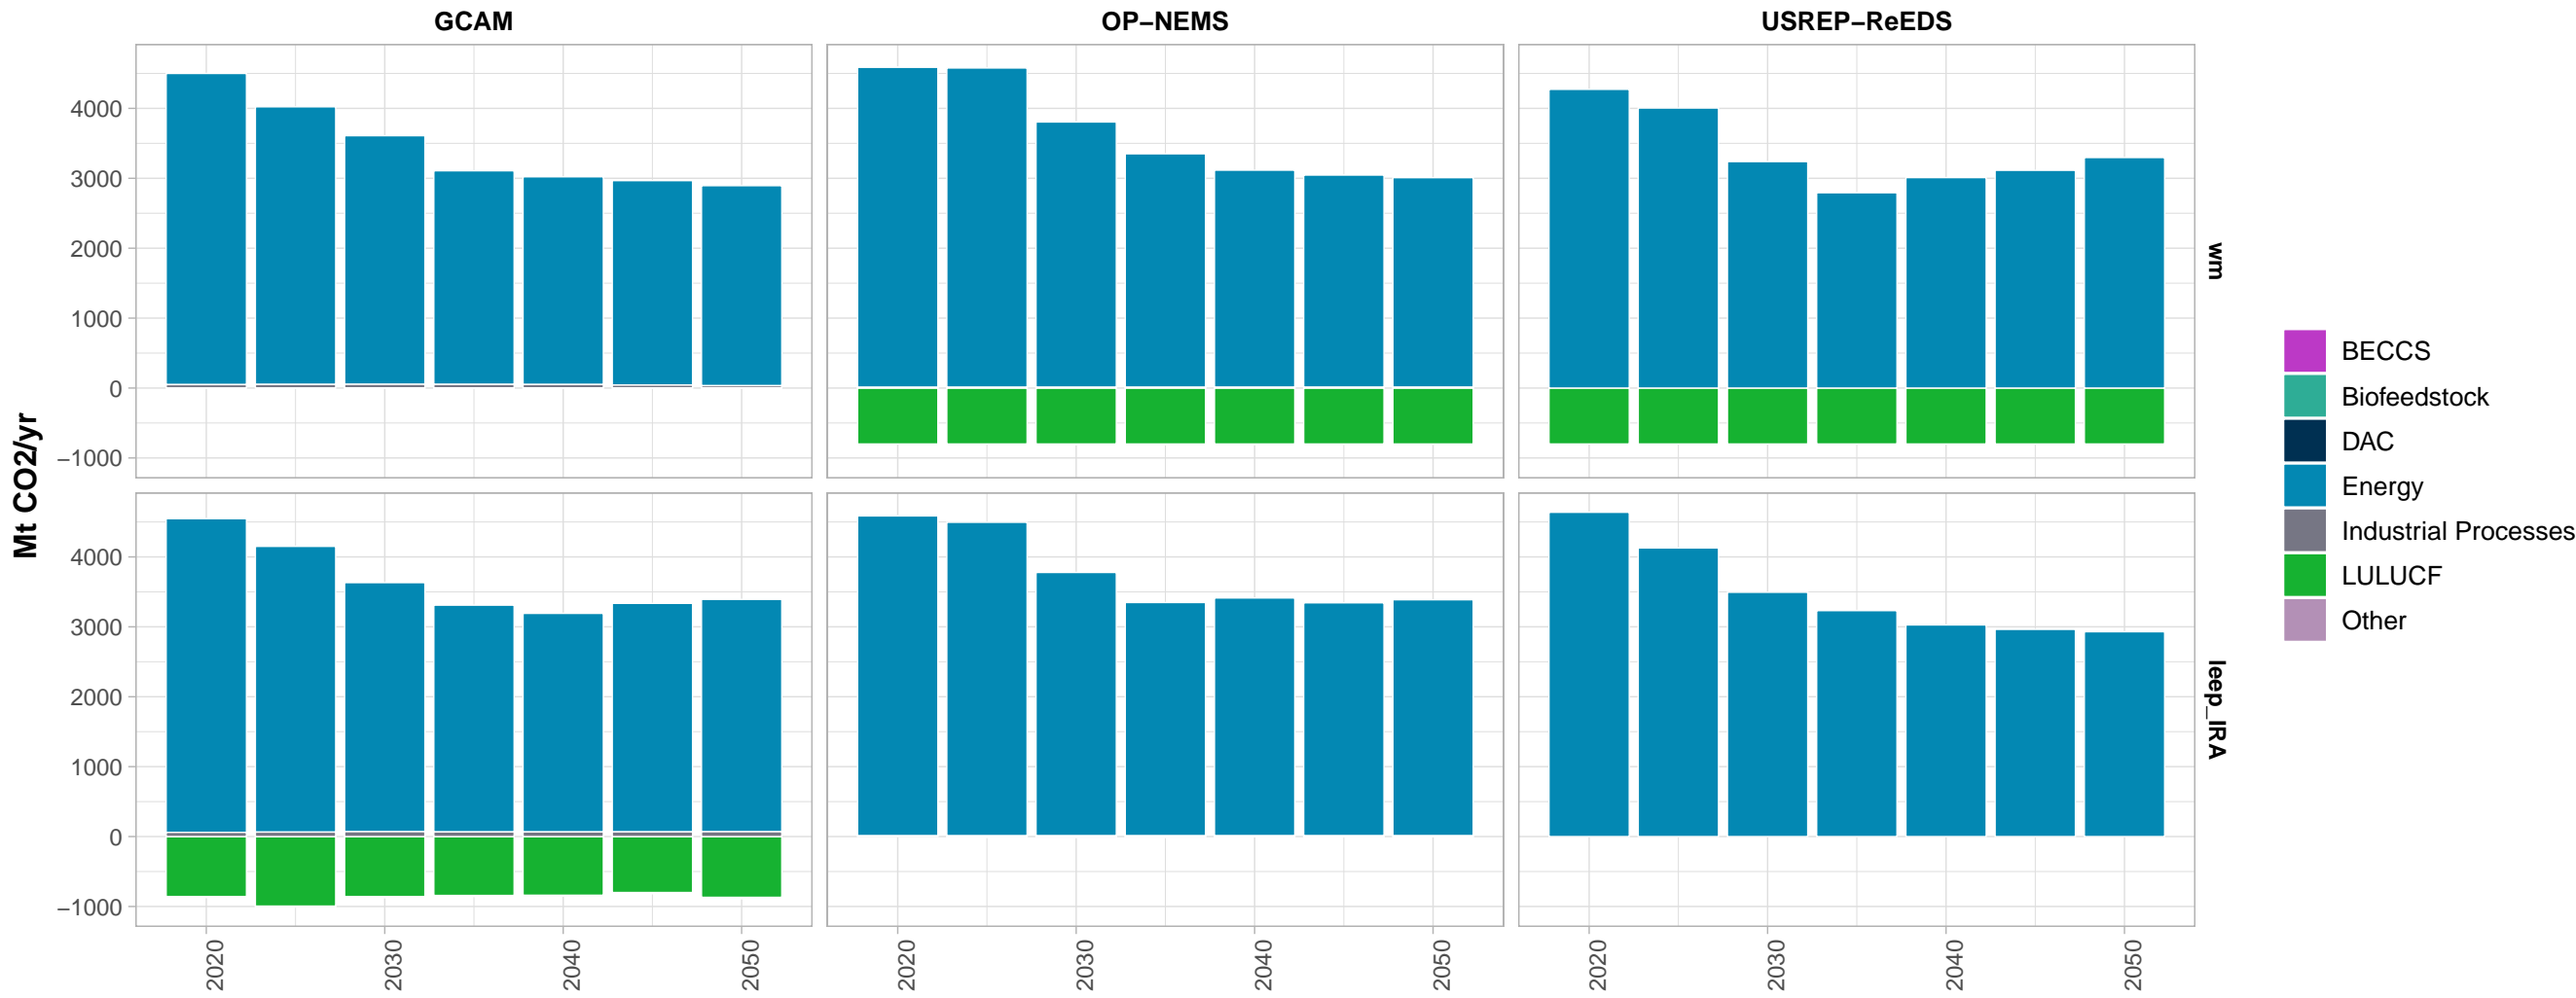 GCAM
OP−NEMS
USREP−ReEDS
Mt CO2/yr
4000
3000
2000
1000
0
−1000
wm
4000
3000
2000
1000
0
−1000
leep_IRA
2020
2030
2040
2050
2020
2030
2040
2050
2020
2030
2040
2050
BECCS
Biofeedstock
DAC
Energy
Industrial Processes
LULUCF
Other